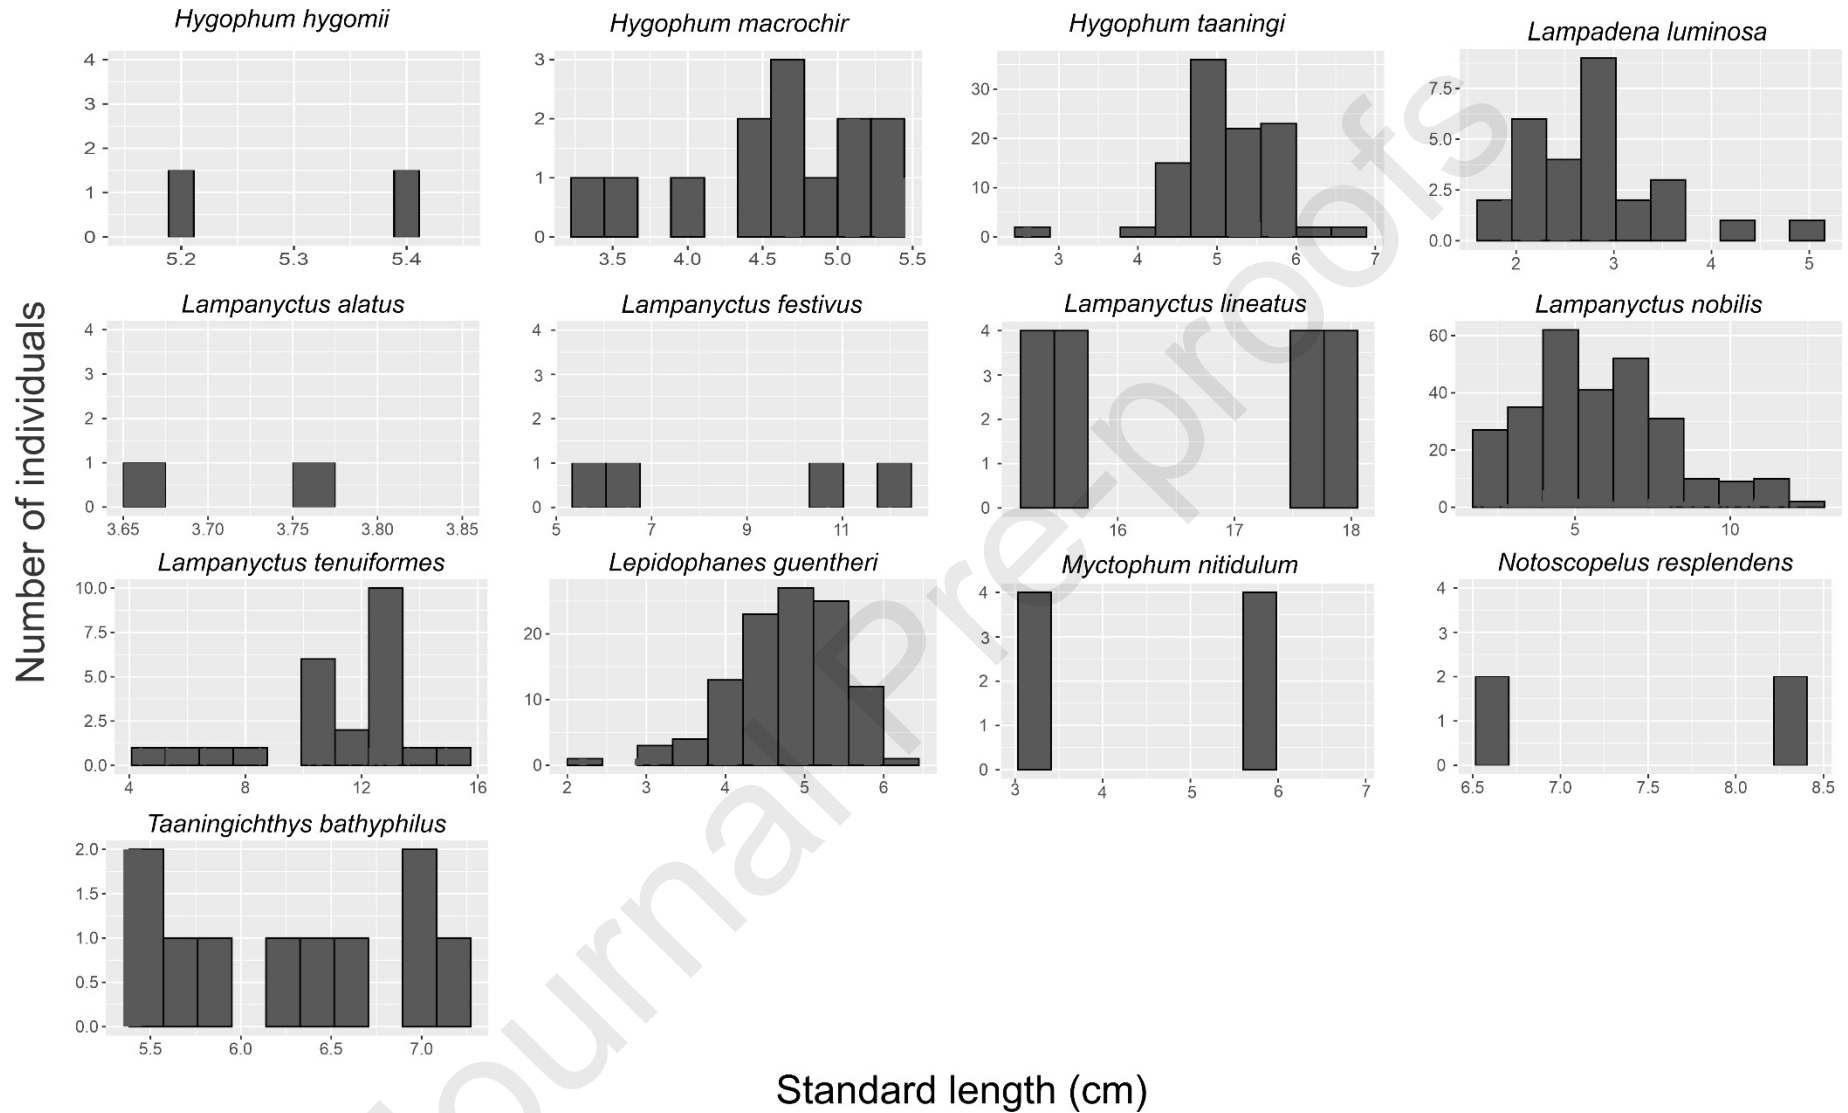 Hygophum hygomii
Hygophum macrochir
Hygophum taaningi
Lampadena luminosa
4
3
2
1
0
5.2 5.3 5.4
3
2
1
0
3.5 4.0 4.5 5.0 5.5
30
20
10
0
3 4 5 6 7
7.5
5.0
2.5
0.0
2 3 4 5
Number of individuals
Lampanyctus alatus
Lampanyctus festivus
Lampanyctus lineatus
Lampanyctus nobilis
4
3
2
1
0
3.65 3.70 3.75 3.80 3.85
4
3
2
1
0
5 7 9 11
4
3
2
1
0
16 17 18
60
40
20
0
5 10
Lampanyctus tenuiformes
Lepidophanes guentheri
Myctophum nitidulum
Notoscopelus resplendens
10.0
7.5
5.0
2.5
0.0
4 8 12 16
20
10
0
2 3 4 5 6
4
3
2
1
0
3 4 5 6 7
4
3
2
1
0
6.5 7.0 7.5 8.0 8.5
Taaningichthys bathyphilus
2.0
1.5
1.0
0.5
0.0
5.5 6.0 6.5 7.0
Standard length (cm)
Journal Pre-proofs